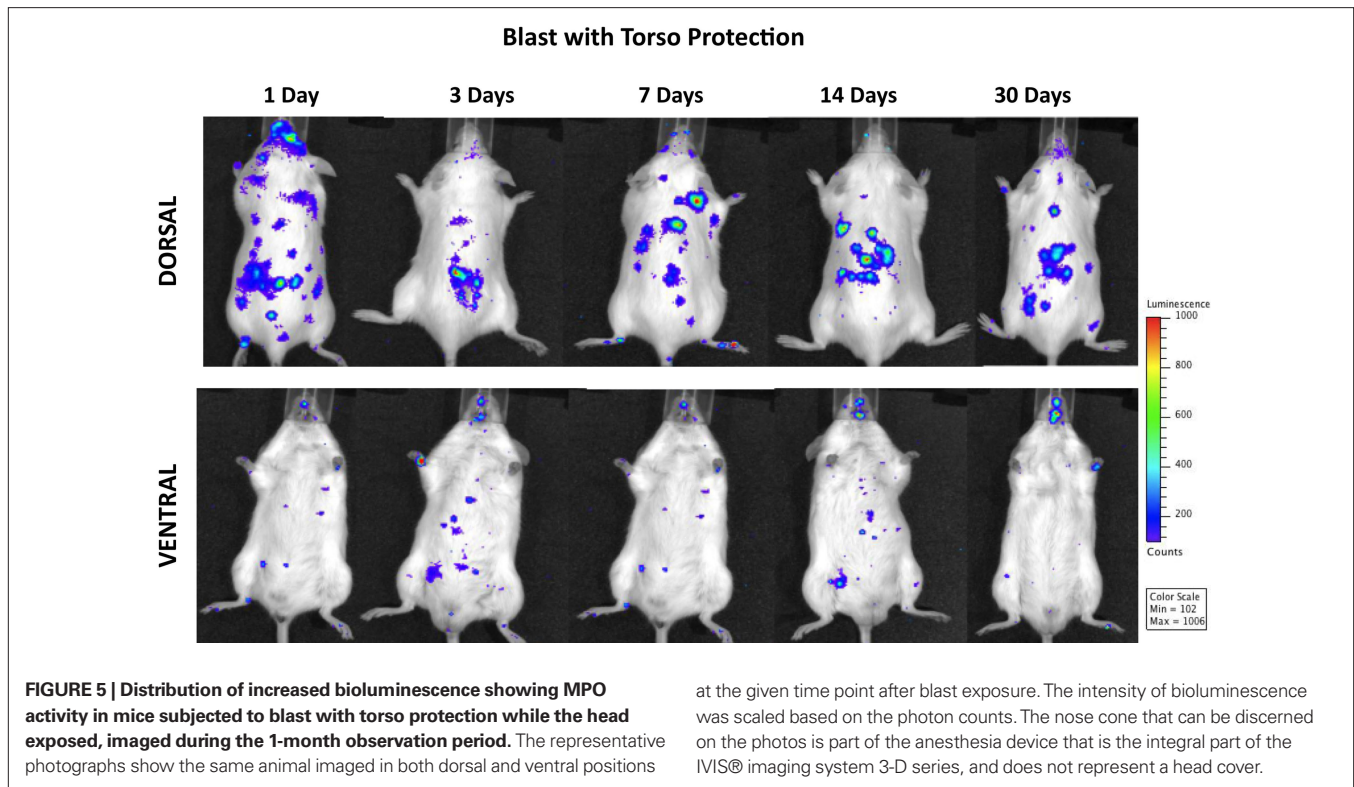 Blast with Torso Protection
1 Day
3 Days
7 Days
14 Days
30 Days
DORSAL
VENTRAL
Luminescence
1000
800
600
400
200
Counts
Color Scale
Min = 102
Max = 1006
FIGURE 5 | Distribution of increased bioluminescence showing MPO
activity in mice subjected to blast with torso protection while the head
exposed, imaged during the 1-month observation period. The representative
photographs show the same animal imaged in both dorsal and ventral positions
at the given time point after blast exposure. The intensity of bioluminescence
was scaled based on the photon counts. The nose cone that can be discerned
on the photos is part of the anesthesia device that is the integral part of the
IVIS® imaging system 3-D series, and does not represent a head cover.